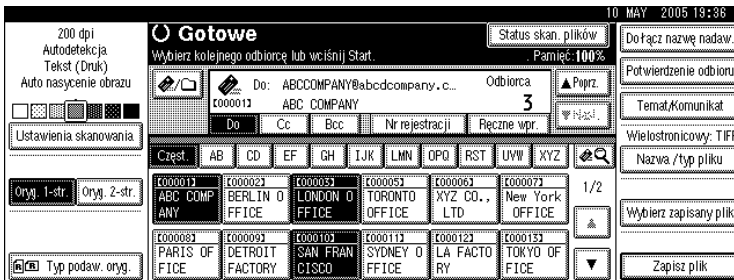 10 MAY 2005 19:36
200 dpi
Autodetekcja
Tekst (Druk)
Auto nasycenie obrazu
Ustawienia skanowania
Oryg. 1-str.
Oryg. 2-str.
Typ podaw. oryg.
Gotowe
Status skan. plików
Wybierz kolejnego odbiorcę lub wciśnij Start.
Pamięć:100%
Do: ABCCOMPANY@abcdcompany.c...
Odbiorca
[00001]
ABC COMPANY
3
▲Poprz.
▼Nast.
Do
Cc
Bcc
Nr rejestracji
Ręczne wpr.
Częst.
AB
CD
EF
GH
IJK
LMN
OPQ
RST
UVW
XYZ
[00001]
ABC COMP
ANY
[00002]
BERLIN O
FFICE
[00003]
LONDON O
FFICE
[00005]
TORONTO
OFFICE
[00006]
XYZ CO.,
LTD
[00007]
New York
OFFICE
1/2
[00008]
PARIS OF
FICE
[00009]
DETROIT
FACTORY
[00010]
SAN FRAN
CISCO
[00011]
SYDNEY O
FFICE
[00012]
LA FACTO
RY
[00013]
TOKYO OF
FICE
Dołącz nazwę nadaw.
Potwierdzenie odbioru
Temat/Komunikat
Wielostronicowy: TIFF
Nazwa /typ pliku
Wybierz zapisany plik
Zapisz plik